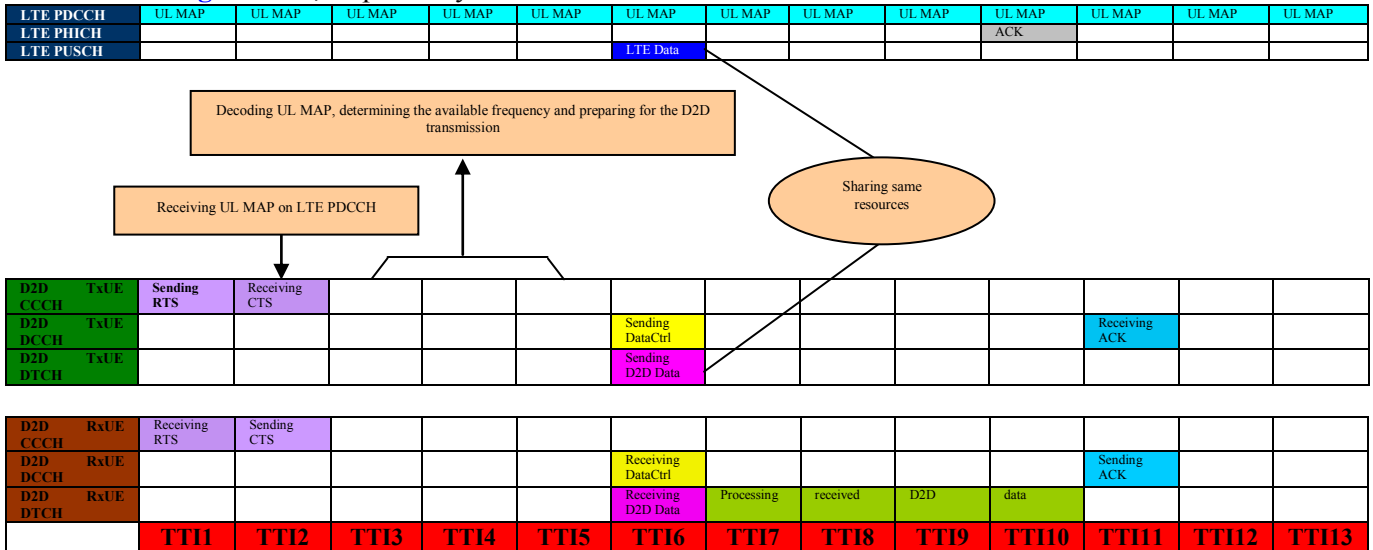 LTE PDCCH UL MAP UL MAP UL MAP UL MAP UL MAP UL MAP UL MAP UL MAP UL MAP UL MAP UL MAP UL MAP UL MAP
LTE PHICH ACK
LTE PUSCH LTE Data
Decoding UL MAP, determining the available frequency and preparing for the D2D
transmission
Sharing same
resources
Receiving UL MAP on LTE PDCCH
D2D TxUE Sending Receiving
CCCH RTS CTS
D2D TxUE Sending Receiving
DCCH DataCtrl ACK
D2D TxUE Sending
DTCH D2D Data
D2D RxUE Receiving Sending
CCCH RTS CTS
D2D RxUE Receiving Sending
DCCH DataCtrl ACK
D2D RxUE Receiving Processing received D2D data
DTCH D2D Data
TTI1 TTI2 TTI3 TTI4 TTI5 TTI6 TTI7 TTI8 TTI9 TTI10 TTI11 TTI12 TTI13